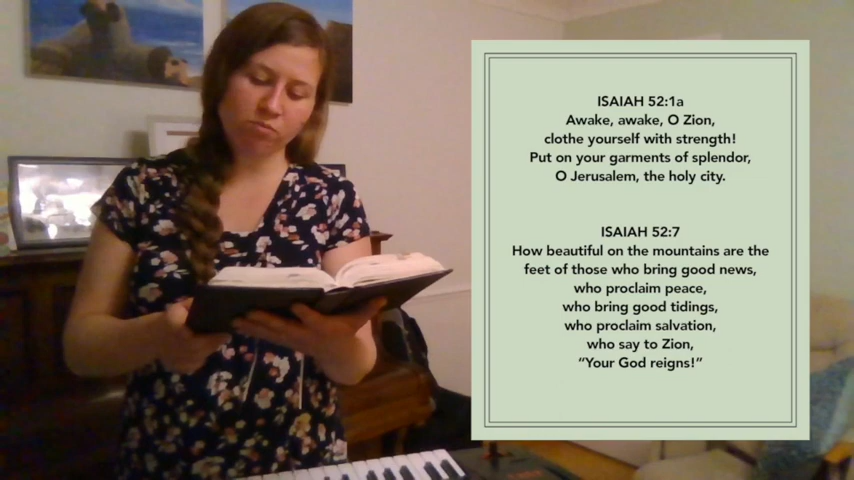 ISAIAH 52:1a
Awake, awake, O Zion,
clothe yourself with strength!
Put on your garments of splendor,
O Jerusalem, the holy city.
ISAIAH 52:7
How beautiful on the mountains are the
feet of those who bring good news,
who proclaim peace,
who bring good tidings,
who proclaim salvation,
who say to Zion,
“Your God reigns!”